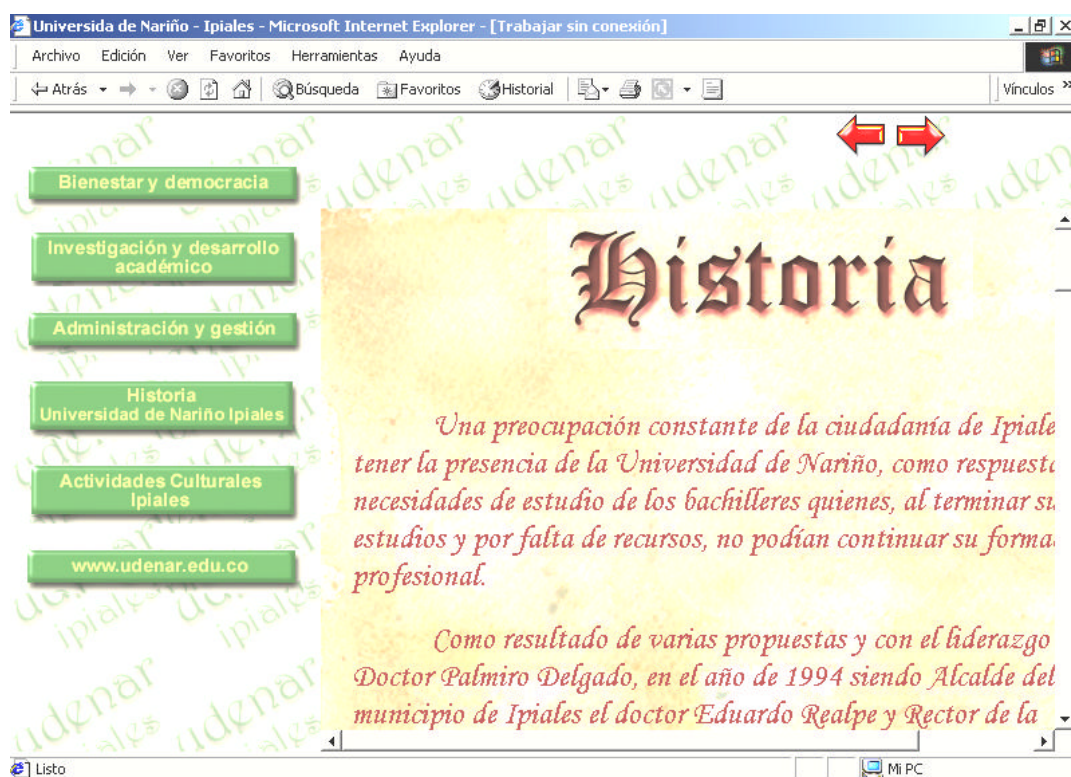 Universida de Nariño - Ipiales - Microsoft Internet Explorer - [Trabajar sin conexión]
Archivo Edición Ver Favoritos Herramientas Ayuda
Atrás Búsqueda Favoritos Historial Vínculos »
Bienestar y democracia
Investigación y desarrollo
académico
Administración y gestión
Historia
Universidad de Nariño Ipiales
Actividades Culturales
Ipiales
www.udenar.edu.co
Historia
Una preocupación constante de la ciudadanía de Ipiale
tener la presencia de la Universidad de Nariño, como respuesta
necesidades de estudio de los bachilleres quienes, al terminar su
estudios y por falta de recursos, no podían continuar su forma
profesional.
Como resultado de varias propuestas y con el liderazgo
Doctor Palmiro Delgado, en el año de 1994 siendo Alcalde del
municipio de Ipiales el doctor Eduardo Realpe y Rector de la
udenar
ipiales
Listo Mi PC